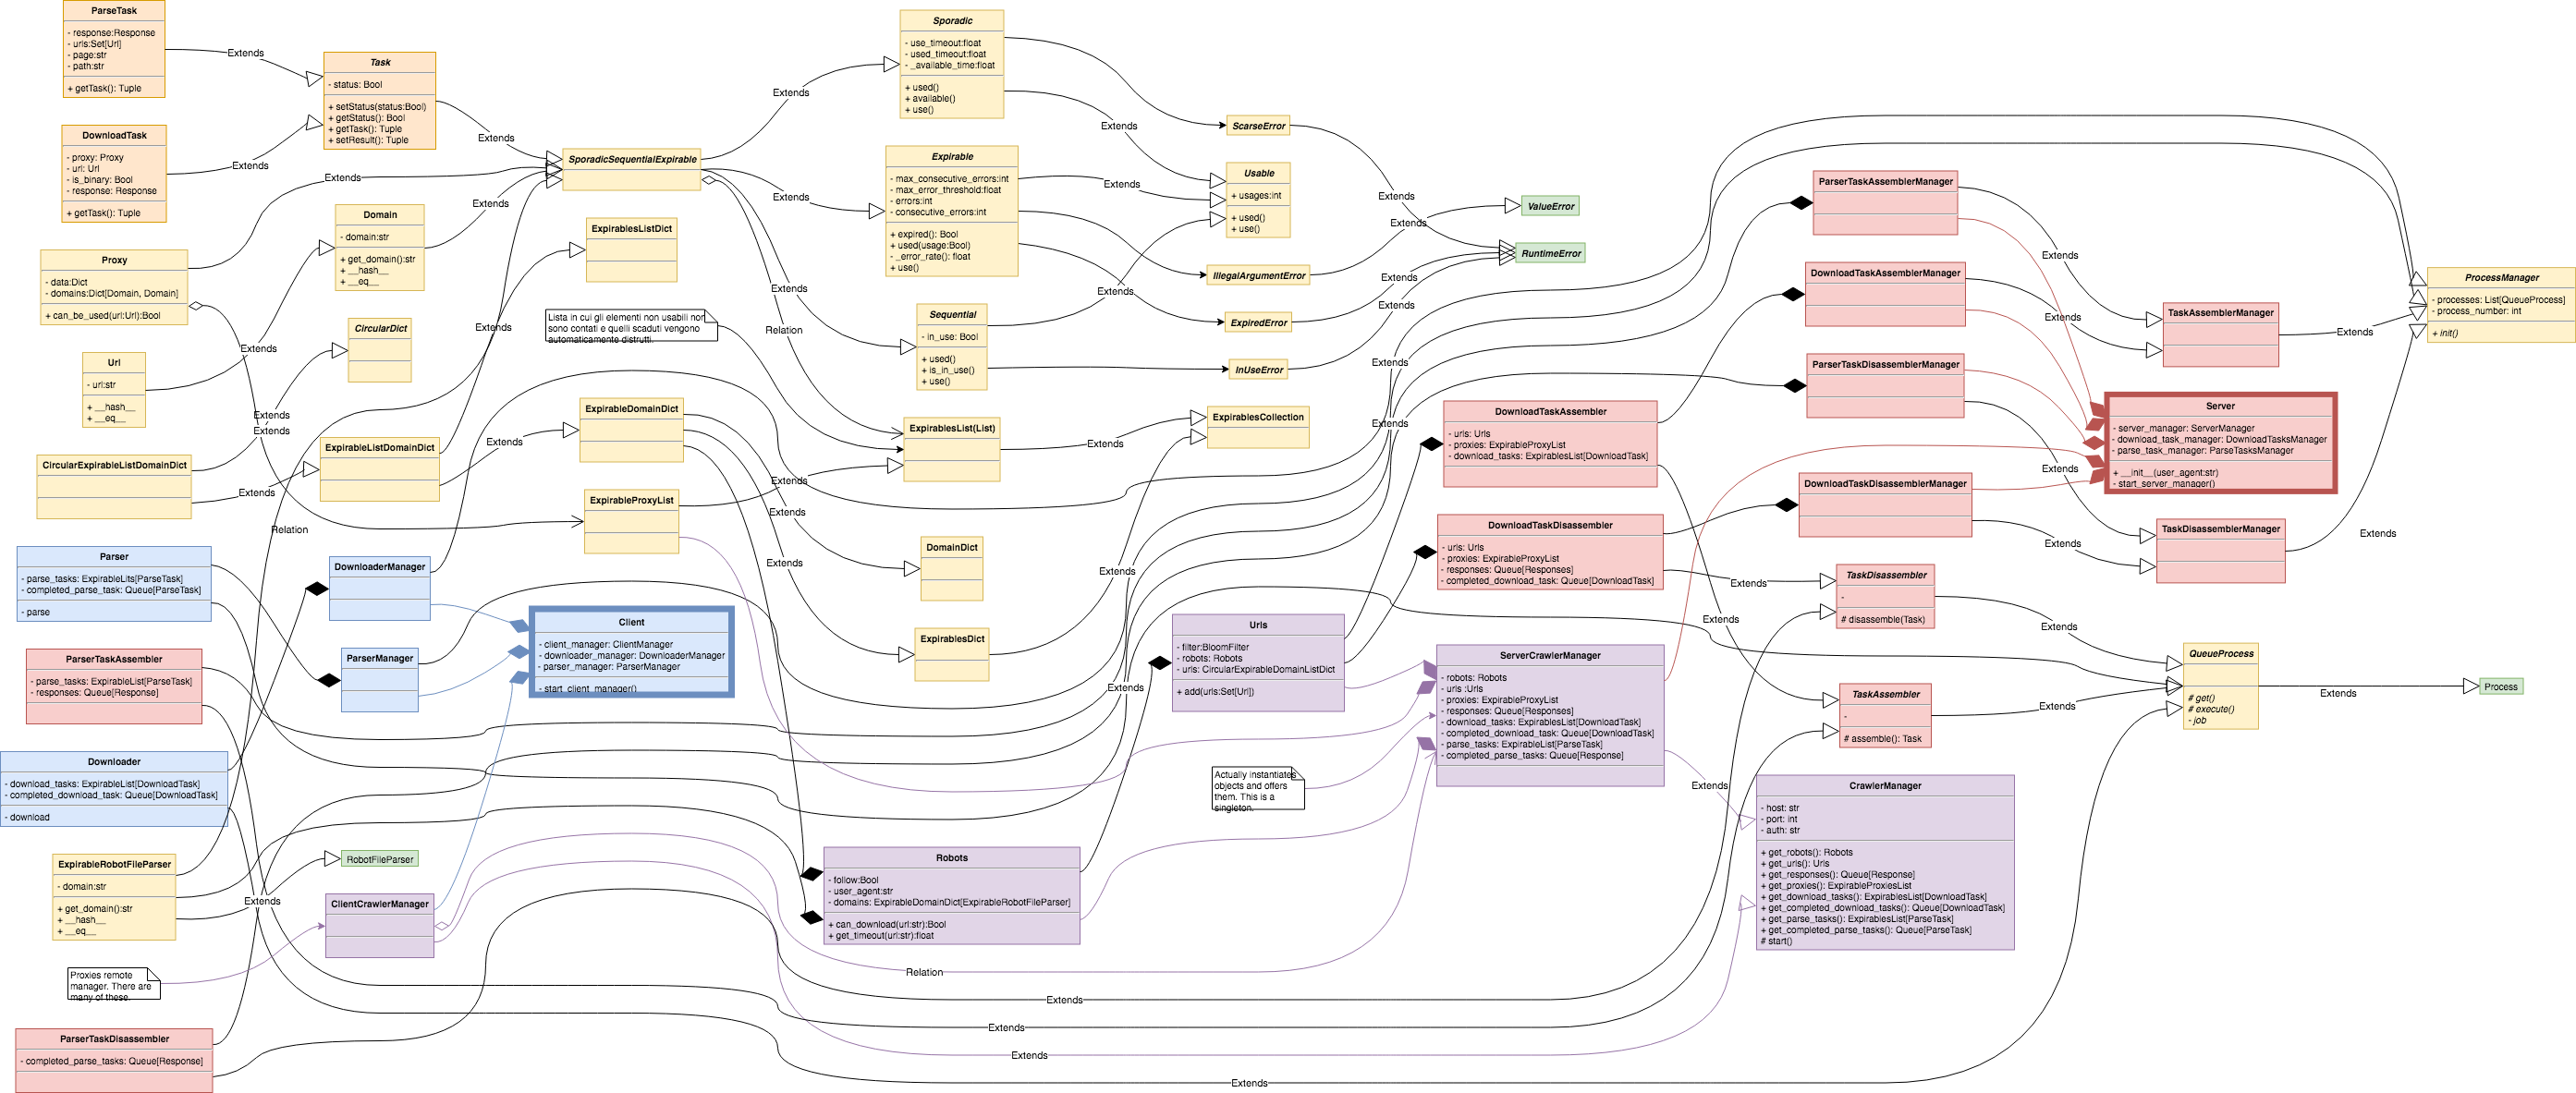 ParseTask
- response:Response
- urls:Set[Url]
- page:str
- path:str
+ getTask(): Tuple
DownloadTask
- proxy: Proxy
- url: Url
- is_binary: Bool
- response: Response
+ getTask(): Tuple
Proxy
- data:Dict
- domains:Dict[Domain, Domain]
+ can_be_used(url:Url):Bool
Url
- url:str
+ __hash__
+ __eq__
CircularExpirableListDomainDict
Parser
- parse_tasks: ExpirableLits[ParseTask]
- completed_parse_task: Queue[ParseTask]
- parse
ParserTaskAssembler
- parse_tasks: ExpirableList[ParseTask]
- responses: Queue[Response]
Downloader
- download_tasks: ExpirableList[DownloadTask]
- completed_download_task: Queue[DownloadTask]
- download
ExpirableRobotFileParser
- domain:str
+ get_domain():str
+ __hash__
+ __eq__
Proxies remote
manager. There are
many of these.
ParserTaskDisassembler
- completed_parse_tasks: Queue[Response]
Extends
Extends
Extends
Extends
Extends
Extends
Extends
Relation
Extends
Task
- status: Bool
+ setStatus(status:Bool)
+ getStatus(): Bool
+ getTask(): Tuple
+ setResult(): Tuple
Domain
- domain:str
+ get_domain():str
+ __hash__
+ __eq__
CircularDict
ExpirableListDomainDict
DownloaderManager
ParserManager
RobotFileParser
ClientCrawlerManager
Extends
Extends
Extends
Extends
SporadicSequentialExpirable
ExpirablesListDict
Lista in cui gli elementi non usabili non
sono contati e quelli scaduti vengono
automaticamente distrutti.
ExpirableDomainDict
ExpirableProxyList
Client
- client_manager: ClientManager
- downloader_manager: DownloaderManager
- parser_manager: ParserManager
- start_client_manager()
Extends
Extends
Extends
Relation
Extends
Extends
Extends
Sporadic
- use_timeout:float
- used_timeout:float
- _available_time:float
+ used()
+ available()
+ use()
Expirable
- max_consecutive_errors:int
- max_error_threshold:float
- errors:int
- consecutive_errors:int
+ expired(): Bool
+ used(usage:Bool)
- _error_rate(): float
+ use()
Sequential
- in_use: Bool
+ used()
+ is_in_use()
+ use()
ExpirablesList(List)
DomainDict
ExpirablesDict
Robots
- follow:Bool
- user_agent:str
- domains: ExpirableDomainDict[ExpirableRobotFileParser]
+ can_download(url:str):Bool
+ get_timeout(url:str):float
Relation
Extends
Extends
Extends
Extends
Extends
Extends
Extends
Extends
Extends
Extends
Extends
ScarseError
Usable
+ usages:int
+ used()
+ use()
IllegalArgumentError
ExpiredError
InUseError
ExpirablesCollection
Urls
- filter:BloomFilter
- robots: Robots
- urls: CircularExpirableDomainListDict
+ add(urls:Set[Url])
Actually instantiates
objects and offers
them. This is a
singleton.
Extends
Extends
Extends
Extends
Extends
Extends
ValueError
RuntimeError
DownloadTaskAssembler
- urls: Urls
- proxies: ExpirableProxyList
- download_tasks: ExpirablesList[DownloadTask]
DownloadTaskDisassembler
- urls: Urls
- proxies: ExpirableProxyList
- responses: Queue[Responses]
- completed_download_task: Queue[DownloadTask]
ServerCrawlerManager
- robots: Robots
- urls :Urls
- proxies: ExpirableProxyList
- responses: Queue[Responses]
- download_tasks: ExpirablesList[DownloadTask]
- completed_download_task: Queue[DownloadTask]
- parse_tasks: ExpirableList[ParseTask]
- completed_parse_tasks: Queue[Response]
Extends
Extends
Extends
ParserTaskAssemblerManager
DownloadTaskAssemblerManager
ParserTaskDisassemblerManager
DownloadTaskDisassemblerManager
TaskDisassembler
-
# disassemble(Task)
TaskAssembler
-
# assemble(): Task
CrawlerManager
- host: str
- port: int
- auth: str
+ get_robots(): Robots
+ get_urls(): Urls
+ get_responses(): Queue[Response]
+ get_proxies(): ExpirableProxiesList
+ get_download_tasks(): ExpirablesList[DownloadTask]
+ get_completed_download_tasks(): Queue[DownloadTask]
+ get_parse_tasks(): ExpirablesList[ParseTask]
+ get_completed_parse_tasks(): Queue[ParseTask]
# start()
Extends
Extends
Extends
Extends
Extends
Extends
TaskAssemblerManager
Server
- server_manager: ServerManager
- download_task_manager: DownloadTasksManager
- parse_task_manager: ParseTasksManager
+ __init__(user_agent:str)
- start_server_manager()
TaskDisassemblerManager
QueueProcess
# get()
# execute()
- job
Extends
Extends
Extends
ProcessManager
- processes: List[QueueProcess]
- process_number: int
+ init()
Process